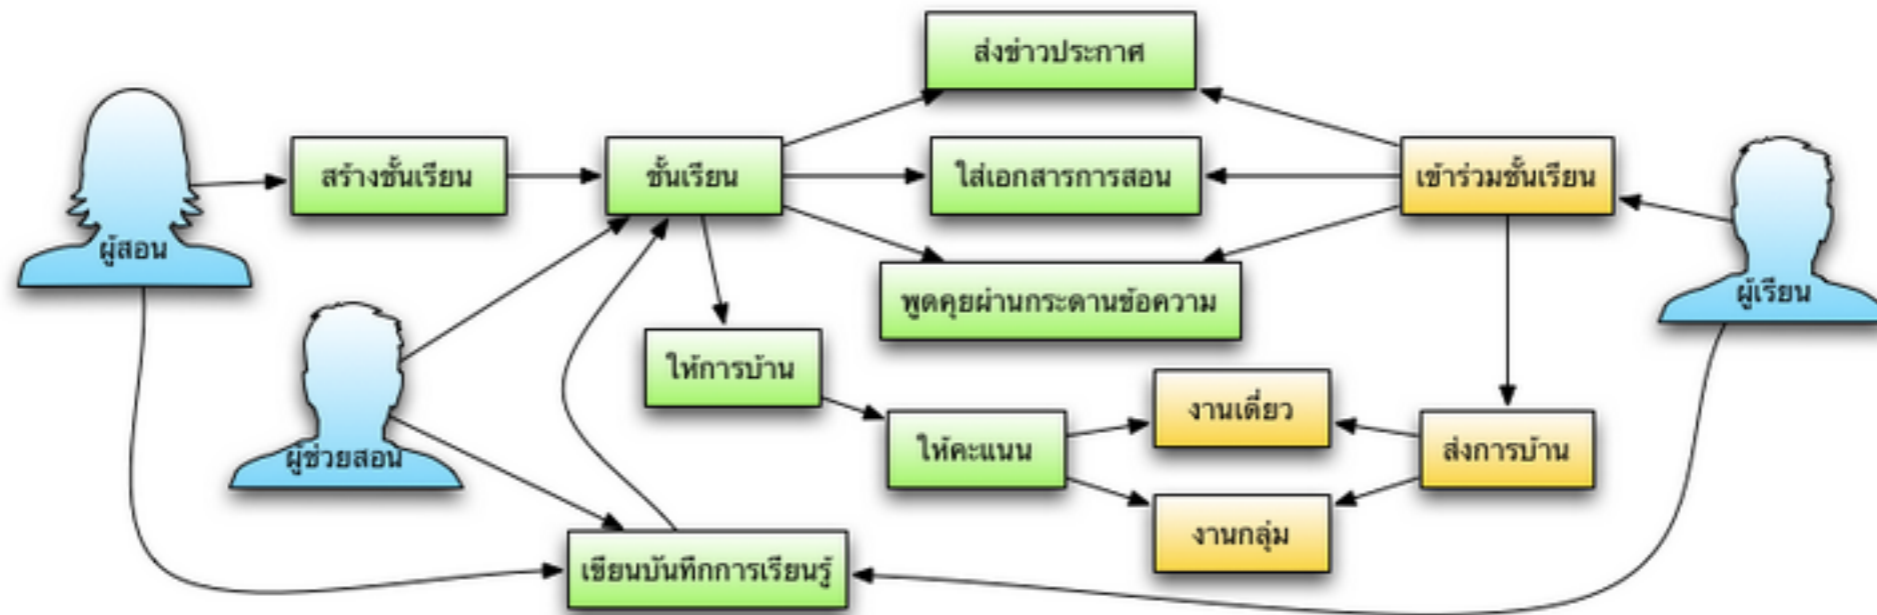 ส่งข่าวประกาศ
สร้างชั้นเรียน
ชั้นเรียน
ใส่เอกสารการสอน
เข้าร่วมชั้นเรียน
ผู้สอน
พูดคุยผ่านกระดานข้อความ
ผู้เรียน
ให้การบ้าน
งานเดี่ยว
ให้คะแนน
ส่งการบ้าน
ผู้ช่วยสอน
งานกลุ่ม
เขียนบันทึกการเรียนรู้